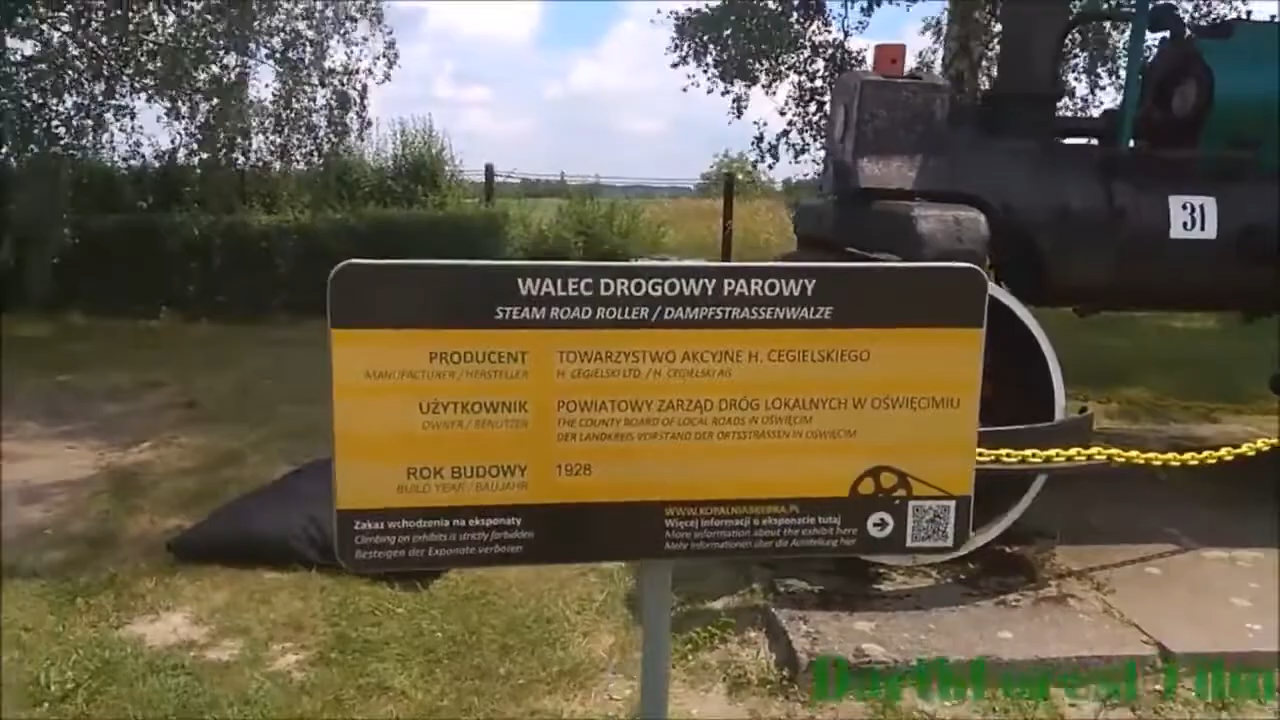 31
WALEC DROGOWY PAROWY
STEAM ROAD ROLLER / DAMPFSTRASSENWALZE
PRODUCENT
MANUFACTURER / HERSTELLER
TOWARZYSTWO AKCYJNE H. CEGIELSKIEGO
H. CEGIELSKI LTD. / H. CEGIELSKI AG
UŻYTKOWNIK
OWNER / BENUTZER
POWIATOWY ZARZĄD DRÓG LOKALNYCH W OŚWIĘCIMIU
THE COUNTY BOARD OF LOCAL ROADS IN OŚWIĘCIM
DER LANDKREIS VORSTAND DER ORTSSTRASSEN IN OŚWIĘCIM
ROK BUDOWY
BUILD YEAR / BAUJAHR
1928
Zakaz wchodzenia na eksponaty
Climbing on exhibits is strictly forbidden
Besteigen der Exponate verboten
WWW.KOPALNIASREBRA.PL
Więcej informacji o eksponacie tutaj
More information about the exhibit here
Mehr Informationen über die Ausstellung hier
DarthForest Film